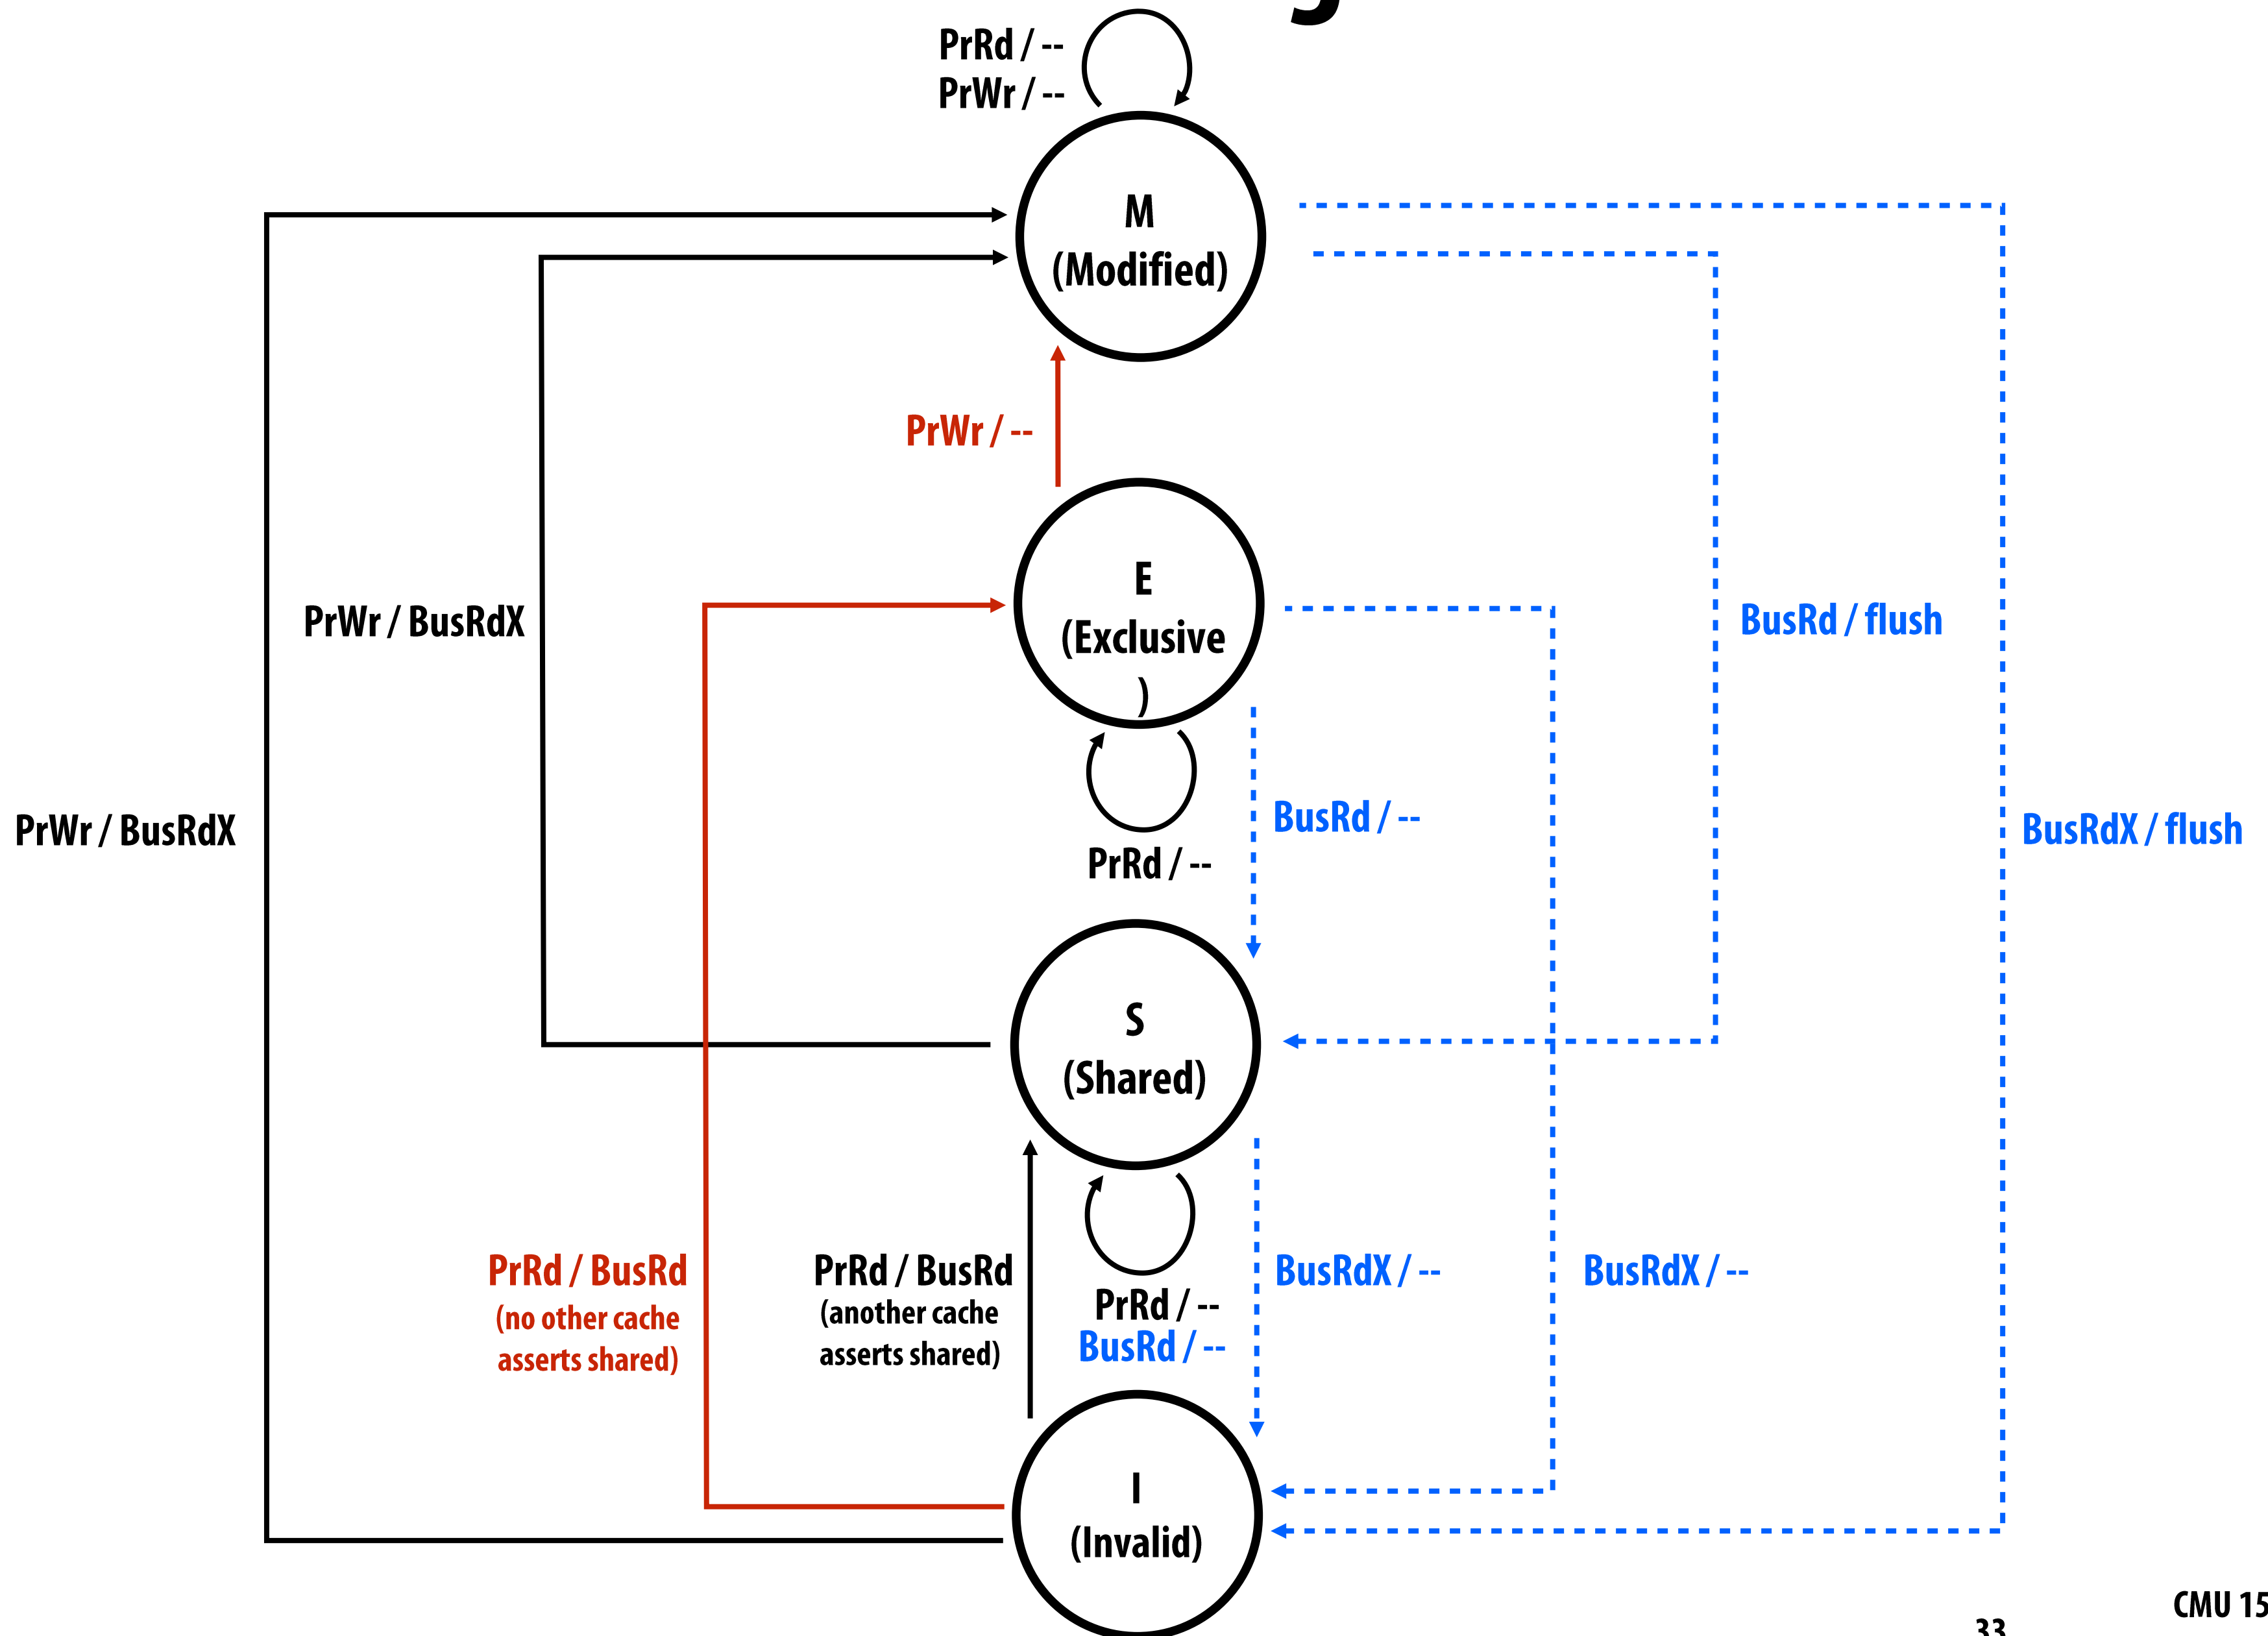 PrRd / --
PrWr / --
M
(Modified)
PrWr / --
E
(Exclusive
)
PrWr / BusRdX
BusRd / flush
PrWr / BusRdX
BusRd / --
BusRdX / flush
PrRd / --
S
(Shared)
PrRd / BusRd
(no other cache
asserts shared)
PrRd / BusRd
(another cache
asserts shared)
PrRd / --
BusRd / --
BusRdX / --
BusRdX / --
I
(Invalid)
CMU 15
33